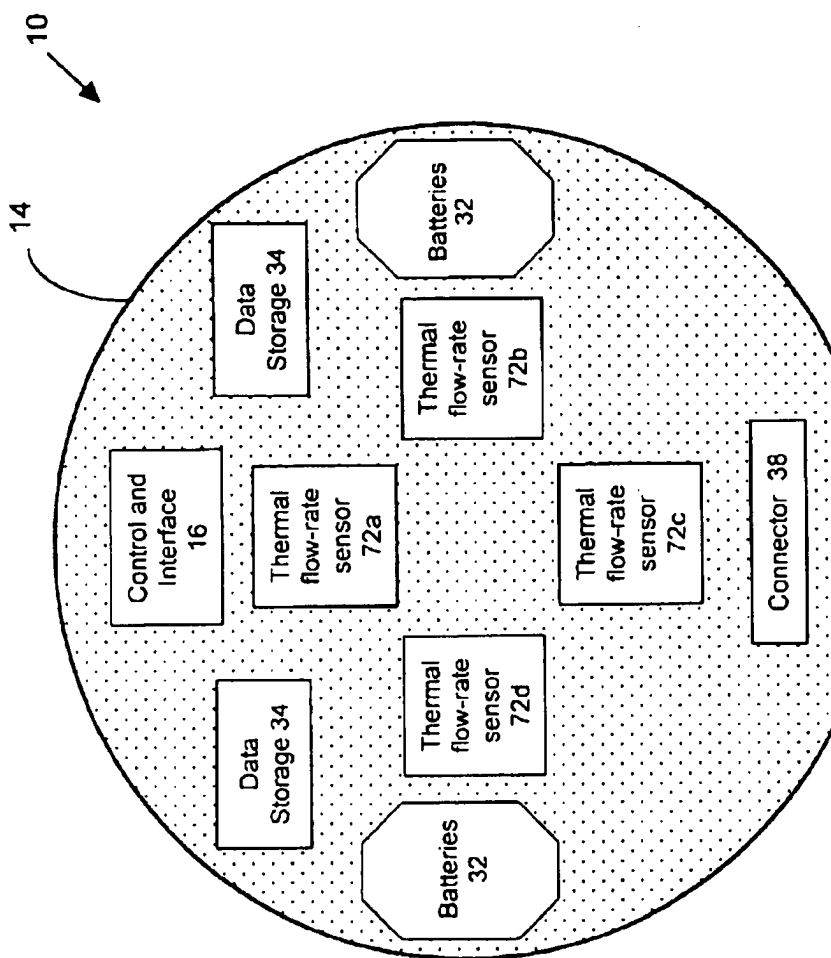 10
14
Control and
Interface
16
Data
Storage 34
Data
Storage 34
Thermal
flow-rate
sensor
72a
Batteries
32
Thermal
flow-rate
sensor
72d
Thermal
flow-rate
sensor
72b
Batteries
32
Thermal
flow-rate
sensor
72c
Connector 38